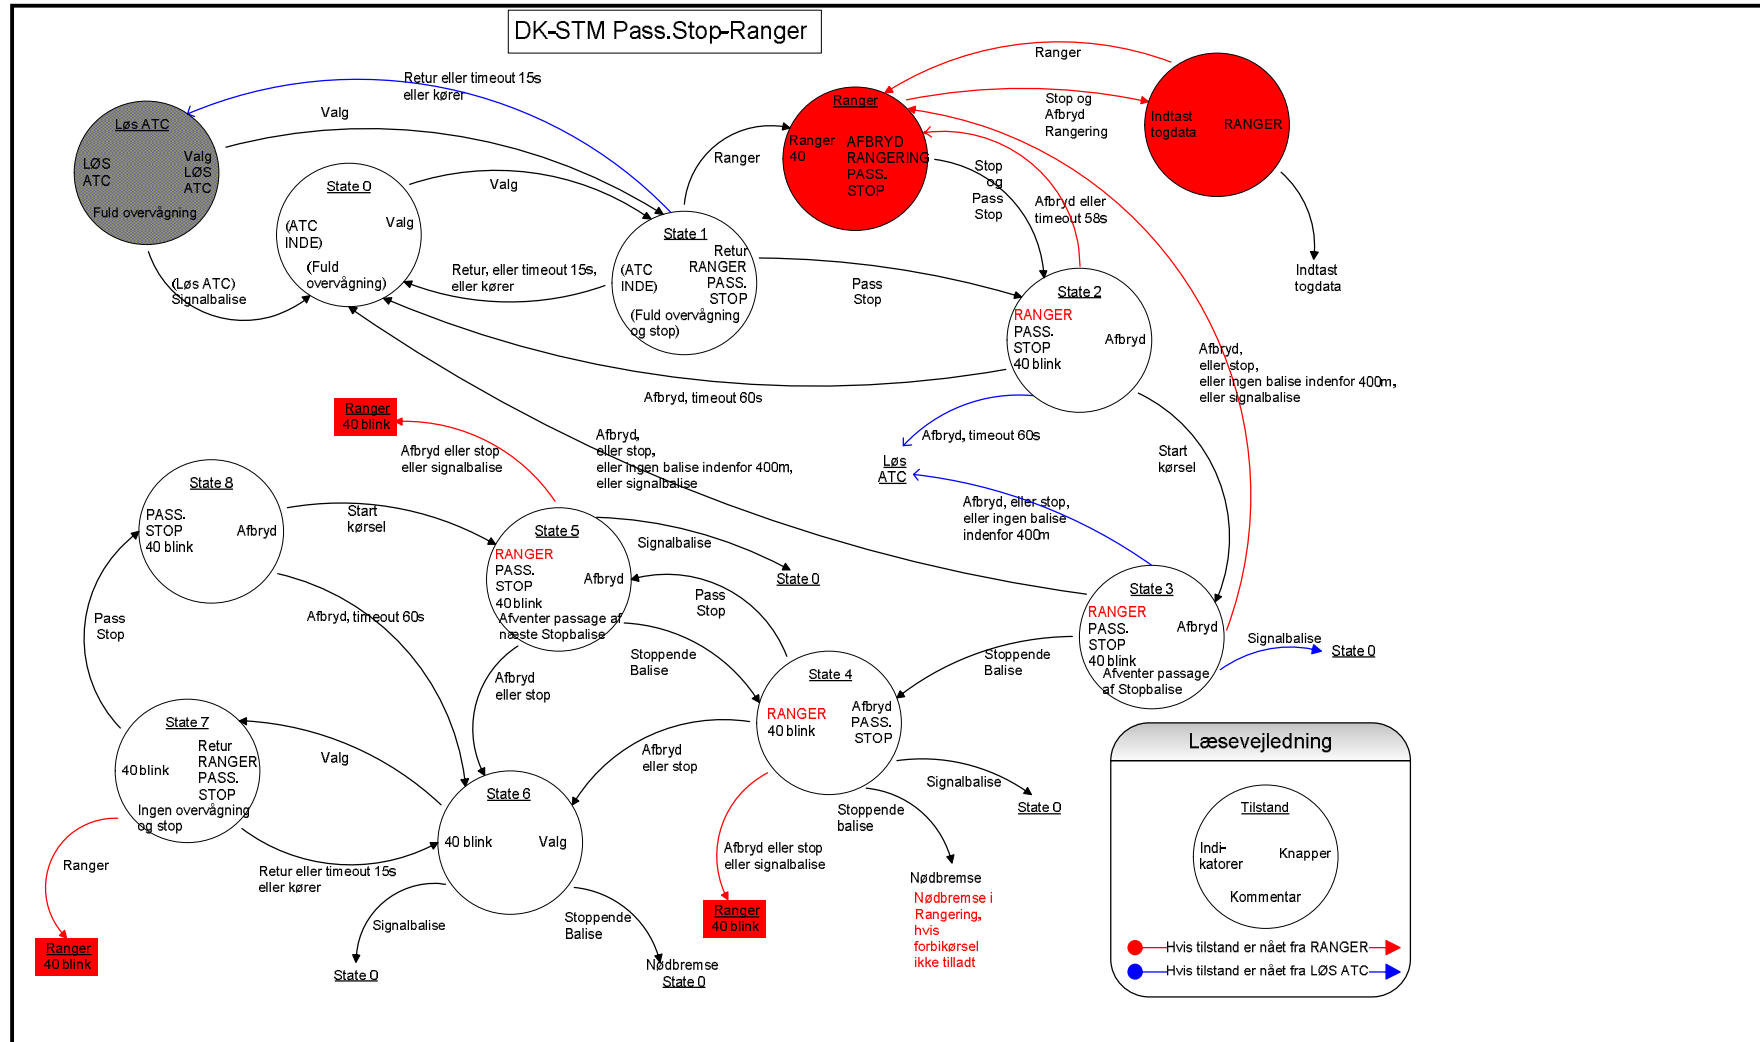 DK-STM Pass.Stop-Ranger
Retur eller timeout 15s
eller kører
Valg
Løs ATC
LØS
ATC
Valg
LØS
ATC
Fuld overvågning
State 0
(ATC
INDE)
Valg
(Fuld
overvågning)
Valg
(Løs ATC)
Signalbalise
Retur, eller timeout 15s,
eller kører
State 1
Retur
RANGER
PASS.
STOP
(ATC
INDE)
(Fuld overvågning
og stop)
Ranger
Ranger
Ranger
40
AFBRYD
RANGERING
PASS.
STOP
Ranger
Stop og
Afbryd
Rangering
Indtast
togdata
RANGER
Indtast
togdata
Stop
og
Pass
Stop
Afbryd eller
timeout 58s
Pass
Stop
State 2
RANGER
PASS.
STOP
40 blink
Afbryd
Afbryd,
eller stop,
eller ingen balise indenfor 400m,
eller signalbalise
Afbryd, timeout 60s
Afbryd, timeout 60s
Løs
ATC
Start
kørsel
Afbryd,
eller stop,
eller ingen balise indenfor 400m,
eller signalbalise
Afbryd, eller stop,
eller ingen balise
indenfor 400m
Ranger
40 blink
Afbryd eller stop
eller signalbalise
State 8
PASS.
STOP
40 blink
Afbryd
Start
kørsel
State 5
RANGER
PASS.
STOP
40 blink
Afbryd
Afventer passage af
næste Stopbalise
Signalbalise
State 0
Pass
Stop
State 3
RANGER
PASS.
STOP
40 blink
Afbryd
Afventer passage
af Stopbalise
Signalbalise
State 0
Stoppende
Balise
Pass
Stop
Afbryd, timeout 60s
Afbryd
eller stop
Stoppende
Balise
State 4
RANGER
40 blink
Afbryd
PASS.
STOP
State 7
40 blink
Retur
RANGER
PASS.
STOP
Ingen overvågning
og stop
Valg
Afbryd
eller stop
Signalbalise
State 0
Stoppende
balise
State 6
40 blink
Valg
Ranger
Retur eller timeout 15s
eller kører
Afbryd eller stop
eller signalbalise
Nødbremse
Nødbremse i
Rangering,
hvis
forbikørsel
ikke tilladt
Ranger
40 blink
Signalbalise
Stoppende
Balise
Ranger
40 blink
State 0
Nødbremse
State 0
Læsevejledning
Tilstand
Indi-
katorer
Knapper
Kommentar
Hvis tilstand er nået fra RANGER
Hvis tilstand er nået fra LØS ATC